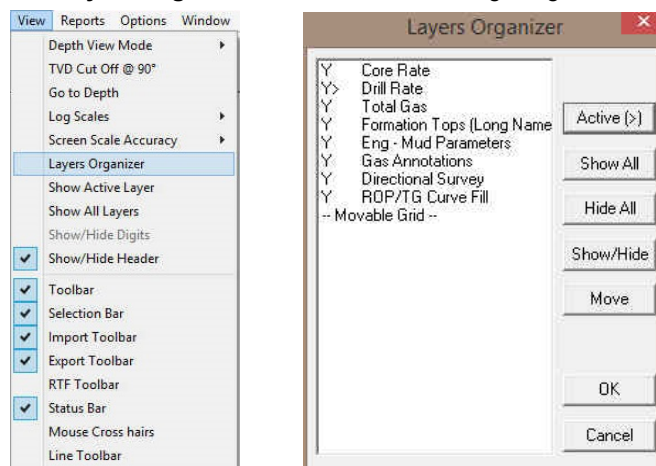 View Reports Options Window
Depth View Mode
TVD Cut Off @ 90°
Go to Depth
Log Scales
Screen Scale Accuracy
Layers Organizer
Show Active Layer
Show All Layers
Show/Hide Digits
Show/Hide Header
Toolbar
Selection Bar
Import Toolbar
Export Toolbar
RTF Toolbar
Status Bar
Mouse Cross hairs
Line Toolbar
Layers Organizer
Y Core Rate
Y> Drill Rate
Y Total Gas
Y Formation Tops (Long Name
Y Eng - Mud Parameters
Y Gas Annotations
Y Directional Survey
Y ROP/TG Curve Fill
-- Movable Grid --
Active (>)
Show All
Hide All
Show/Hide
Move
OK
Cancel